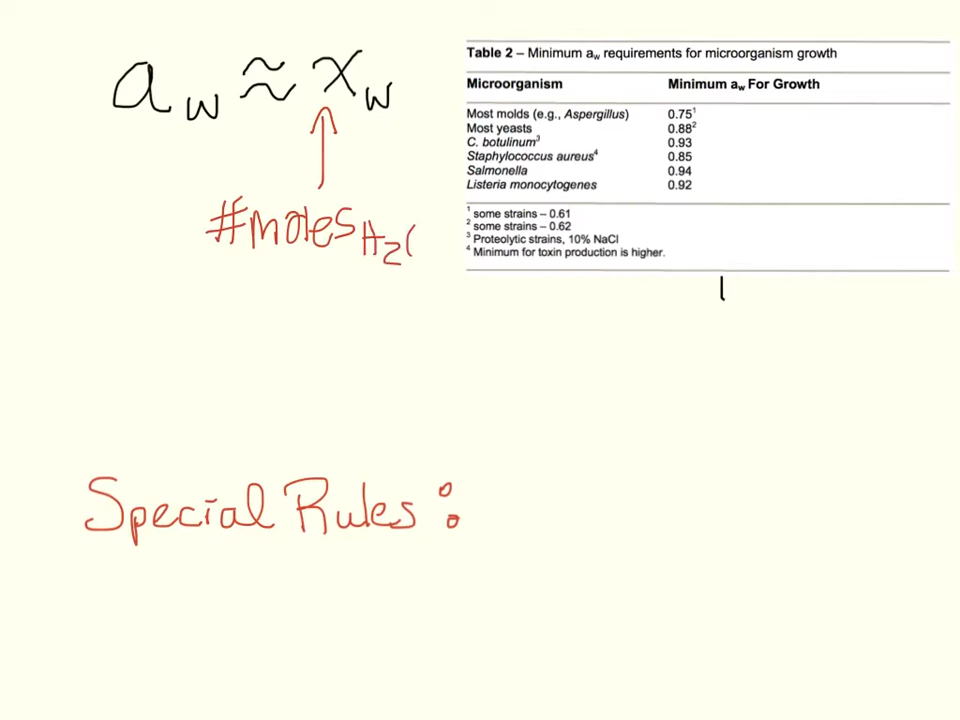 a_w ≈ x_w
#moles H₂(
Table 2 – Minimum a_w requirements for microorganism growth
Microorganism Minimum a_w For Growth
Most molds (e.g., Aspergillus) 0.75¹
Most yeasts 0.88²
C. botulinum³ 0.93
Staphylococcus aureus⁴ 0.85
Salmonella 0.94
Listeria monocytogenes 0.92
¹ some strains – 0.61
² some strains – 0.62
³ Proteolytic strains, 10% NaCl
⁴ Minimum for toxin production is higher.
Special Rules: